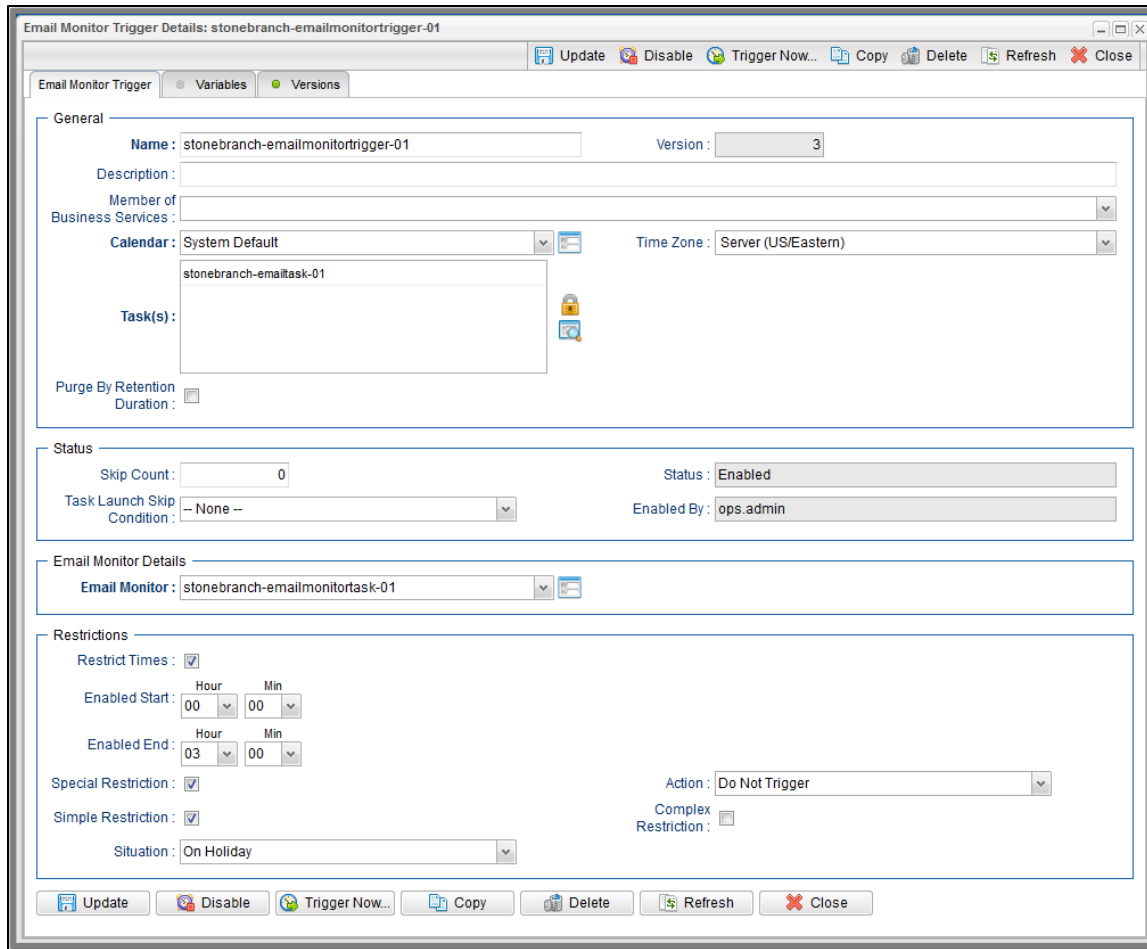 Email Monitor Trigger Details: stonebranch-emailmonitortrigger-01
Update Disable Trigger Now... Copy Delete Refresh Close
Email Monitor Trigger Variables Versions
General
Name : stonebranch-emailmonitortrigger-01 Version : 3
Description :
Member of
Business Services :
Calendar : System Default Time Zone : Server (US/Eastern)
stonebranch-emailtask-01
Task(s) :
Purge By Retention
Duration :
Status
Skip Count : 0 Status : Enabled
Task Launch Skip
Condition : -- None -- Enabled By : ops.admin
Email Monitor Details
Email Monitor : stonebranch-emailmonitortask-01
Restrictions
Restrict Times :
Hour Min
Enabled Start : 00 00
Hour Min
Enabled End : 03 00
Special Restriction : Action : Do Not Trigger
Simple Restriction : Complex
Restriction :
Situation : On Holiday
Update Disable Trigger Now... Copy Delete Refresh Close